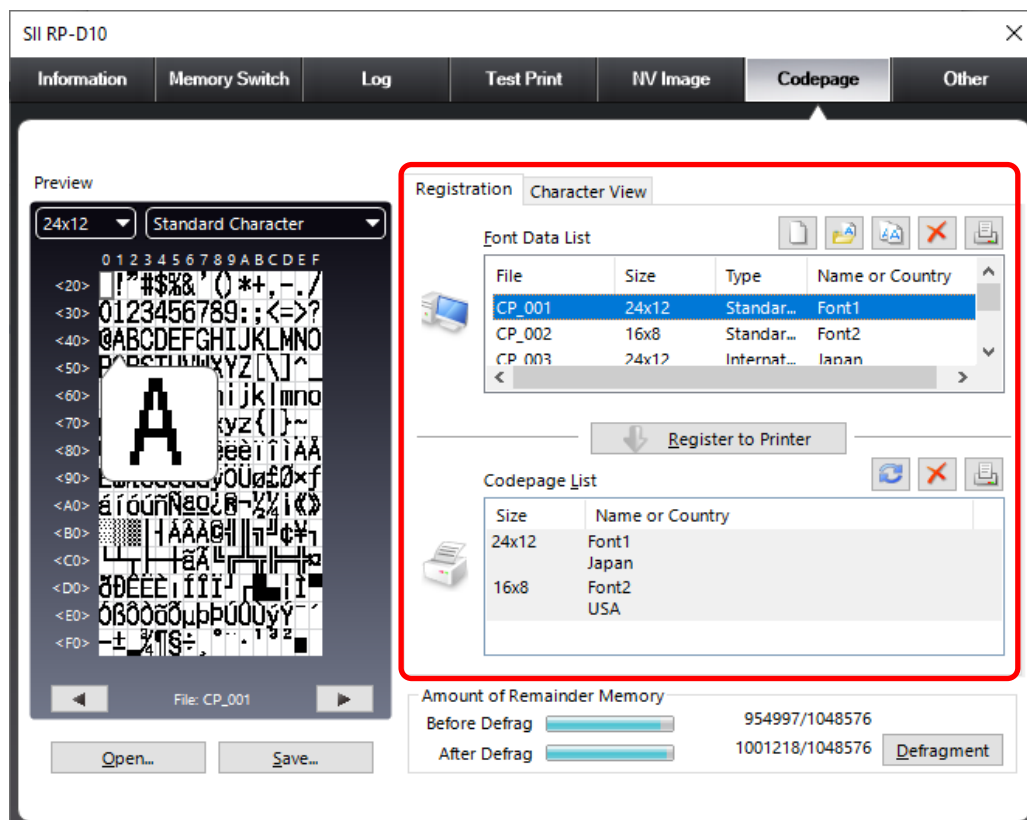 SII RP-D10
Information Memory Switch Log Test Print NV Image Codepage Other
Preview
24x12 Standard Character
0 1 2 3 4 5 6 7 8 9 A B C D E F
<20> !"#$%&'()*+,-./
<30> 0123456789:;<=>?
<40> @ABCDEFGHIJKLMNO
<50>
<60>
<70>
<80>
<90>
<A0>
<B0>
<C0>
<D0>
<E0>
<F0>
A
File: CP_001
Open...
Save...
Registration Character View
Font Data List
File Size Type Name or Country
CP_001 24x12 Standar... Font1
CP_002 16x8 Standar... Font2
CP_003 24x12 Internat... Japan
Register to Printer
Codepage List
Size Name or Country
24x12 Font1
Japan
16x8 Font2
USA
Amount of Remainder Memory
Before Defrag 954997/1048576
After Defrag 1001218/1048576
Defragment